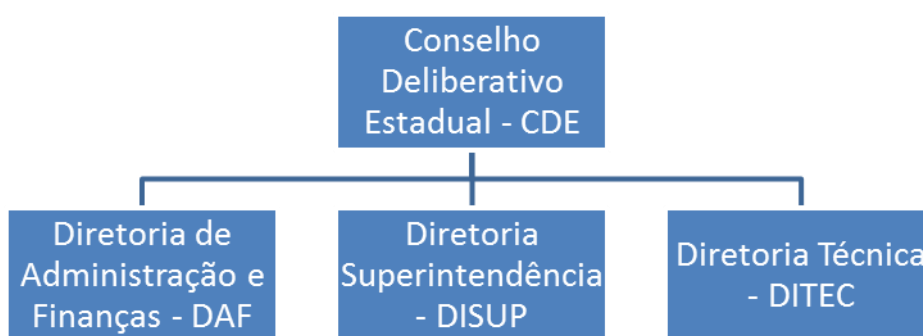 Conselho
Deliberativo
Estadual - CDE
Diretoria de
Administração e
Finanças - DAF
Diretoria
Superintendência
- DISUP
Diretoria Técnica
- DITEC